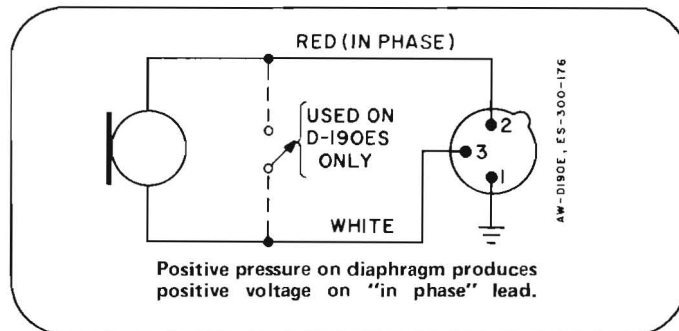 RED (IN PHASE)
USED ON
D-190ES
ONLY
2
3
1
WHITE
AW-D190E, ES-300-176
Positive pressure on diaphragm produces
positive voltage on "in phase" lead.